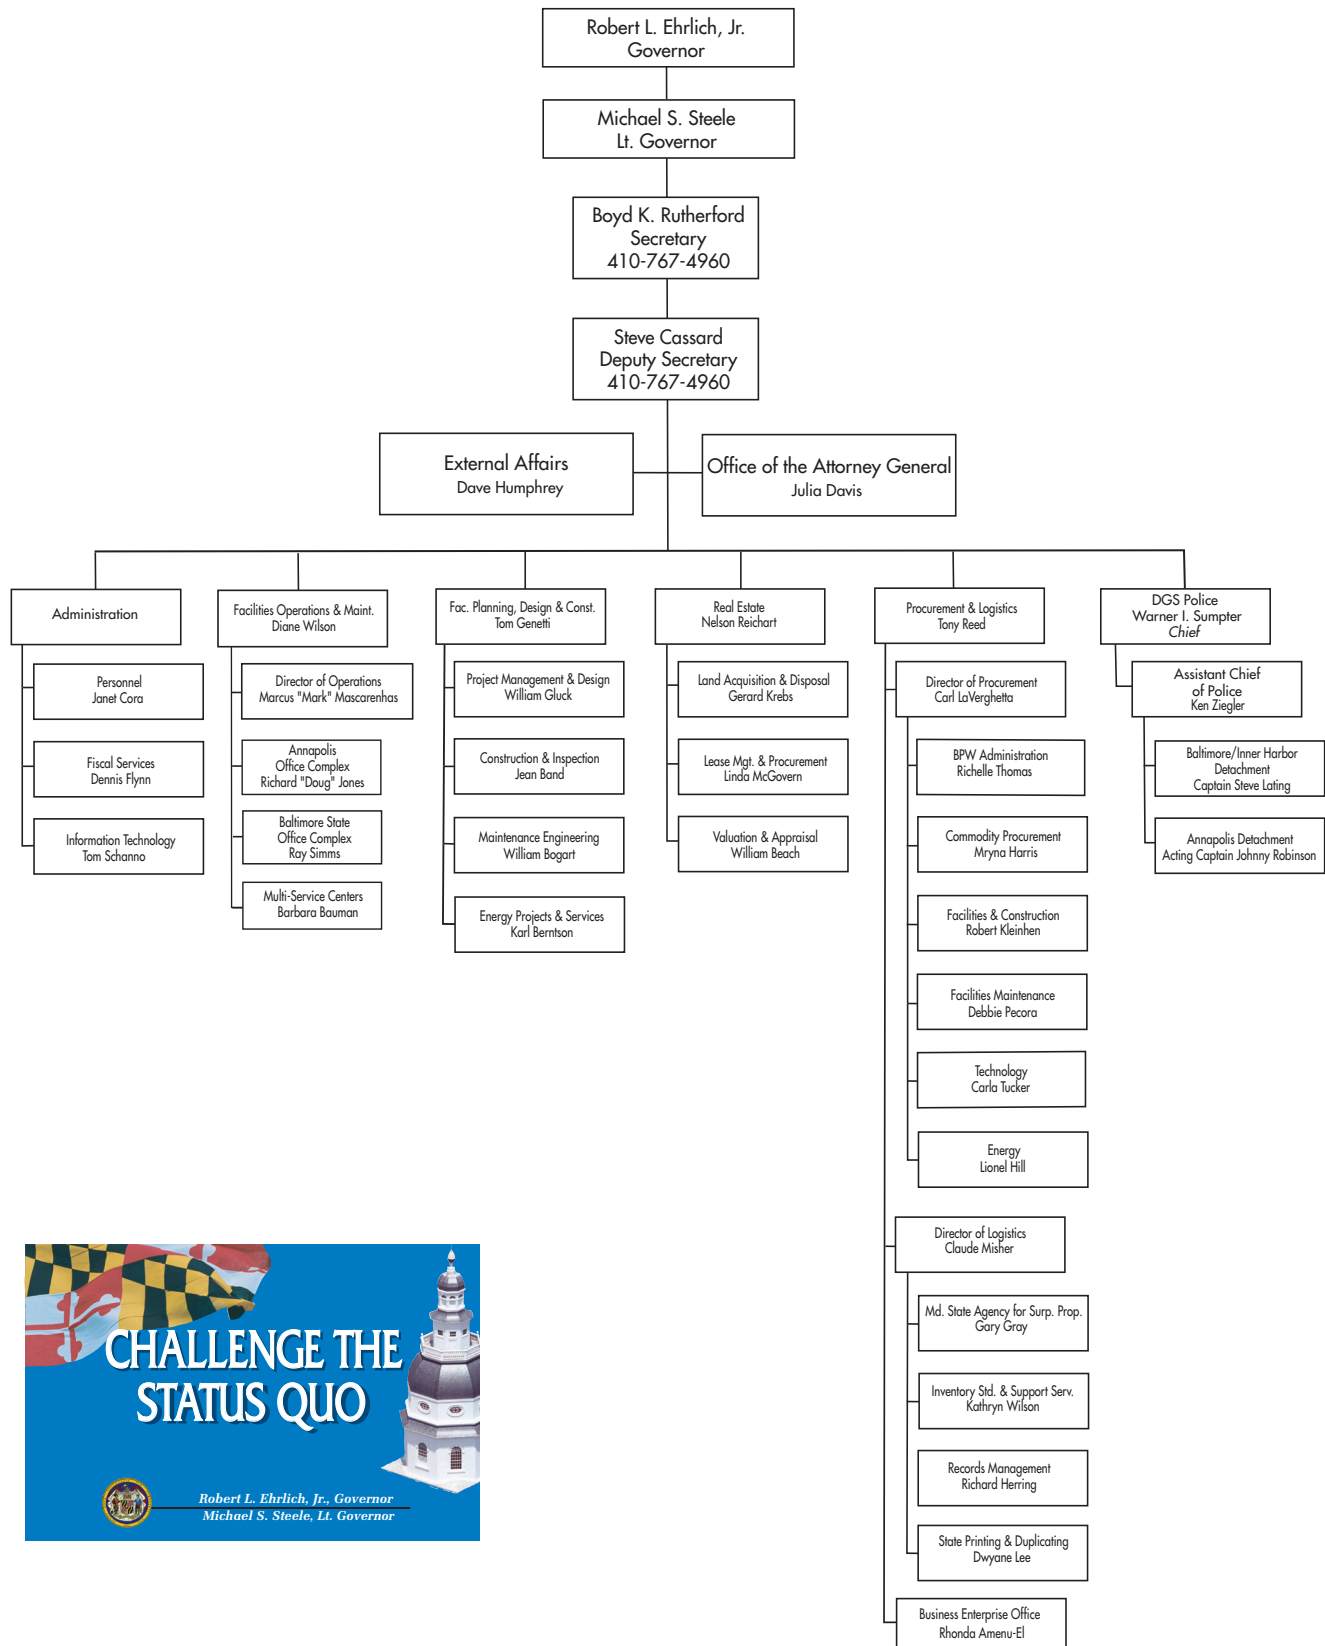 Robert L. Ehrlich, Jr.
Governor
Michael S. Steele
Lt. Governor
Boyd K. Rutherford
Secretary
410-767-4960
Steve Cassard
Deputy Secretary
410-767-4960
External Affairs
Dave Humphrey
Office of the Attorney General
Julia Davis
Administration
Personnel
Janet Cora
Fiscal Services
Dennis Flynn
Information Technology
Tom Schanno
Facilities Operations & Maint.
Diane Wilson
Director of Operations
Marcus "Mark" Mascarenhas
Annapolis
Office Complex
Richard "Doug" Jones
Baltimore State
Office Complex
Ray Simms
Multi-Service Centers
Barbara Bauman
Fac. Planning, Design & Const.
Tom Genetti
Project Management & Design
William Gluck
Construction & Inspection
Jean Band
Maintenance Engineering
William Bogart
Energy Projects & Services
Karl Berntson
Real Estate
Nelson Reichart
Land Acquisition & Disposal
Gerard Krebs
Lease Mgt. & Procurement
Linda McGovern
Valuation & Appraisal
William Beach
Procurement & Logistics
Tony Reed
Director of Procurement
Carl LaVerghetta
BPW Administration
Richelle Thomas
Commodity Procurement
Mryna Harris
Facilities & Construction
Robert Kleinhen
Facilities Maintenance
Debbie Pecora
Technology
Carla Tucker
Energy
Lionel Hill
Director of Logistics
Claude Misher
Md. State Agency for Surp. Prop.
Gary Gray
Inventory Std. & Support Serv.
Kathryn Wilson
Records Management
Richard Herring
State Printing & Duplicating
Dwyane Lee
Business Enterprise Office
Rhonda Amenu-El
DGS Police
Warner I. Sumpter
Chief
Assistant Chief
of Police
Ken Ziegler
Baltimore/Inner Harbor
Detachment
Captain Steve Lating
Annapolis Detachment
Acting Captain Johnny Robinson
CHALLENGE THE
STATUS QUO
Robert L. Ehrlich, Jr., Governor
Michael S. Steele, Lt. Governor